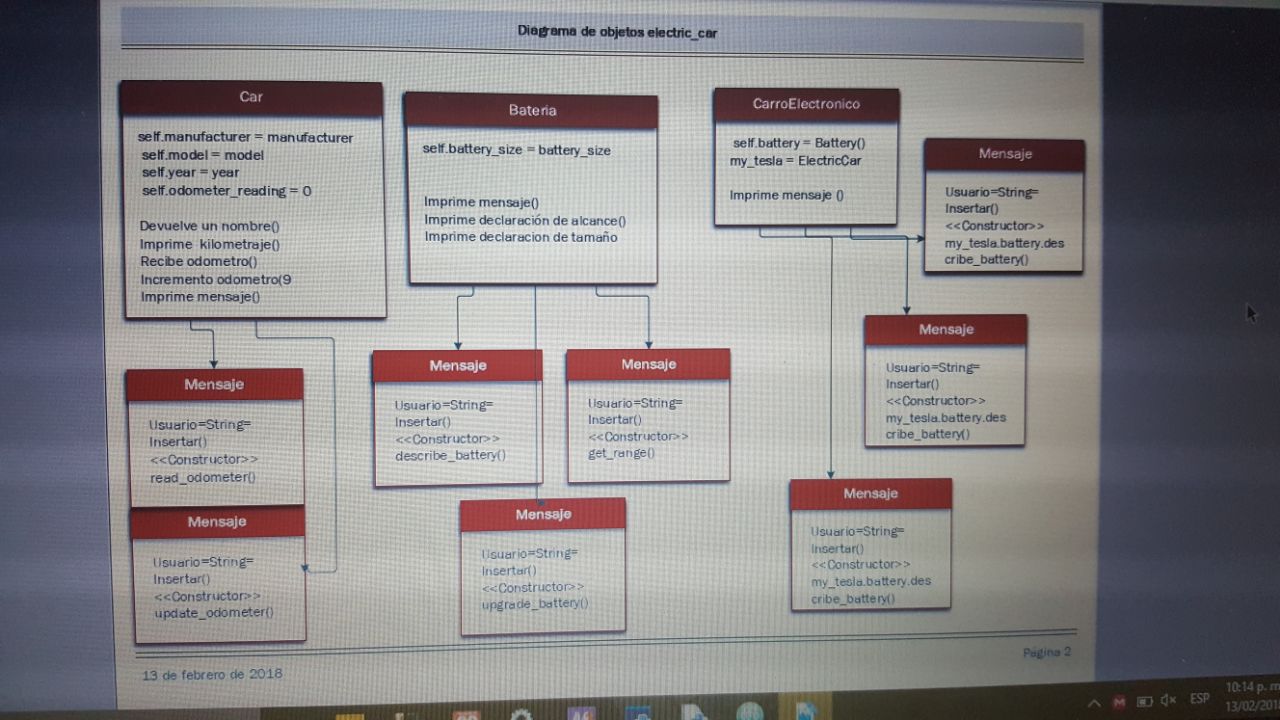 Diagrama de objetos electric_car
Car
self.manufacturer = manufacturer
self.model = model
self.year = year
self.odometer_reading = 0
Devuelve un nombre()
Imprime kilometraje()
Recibe odometro()
Incremento odometro(9
Imprime mensaje()
Bateria
self.battery_size = battery_size
Imprime mensaje()
Imprime declaración de alcance()
Imprime declaracion de tamaño
CarroElectronico
self.battery = Battery()
my_tesla = ElectricCar
Imprime mensaje ()
Mensaje
Usuario=String=
Insertar()
<<Constructor>>
my_tesla.battery.des
cribe_battery()
Mensaje
Usuario=String=
Insertar()
<<Constructor>>
my_tesla.battery.des
cribe_battery()
Mensaje
Usuario=String=
Insertar()
<<Constructor>>
read_odometer()
Mensaje
Usuario=String=
Insertar()
<<Constructor>>
describe_battery()
Mensaje
Usuario=String=
Insertar()
<<Constructor>>
get_range()
Mensaje
Usuario=String=
Insertar()
<<Constructor>>
update_odometer()
Mensaje
Usuario=String=
Insertar()
<<Constructor>>
upgrade_battery()
Mensaje
Usuario=String=
Insertar()
<<Constructor>>
my_tesla.battery.des
cribe_battery()
13 de febrero de 2018
Página 2
ESP
10:14 p. m
13/02/201